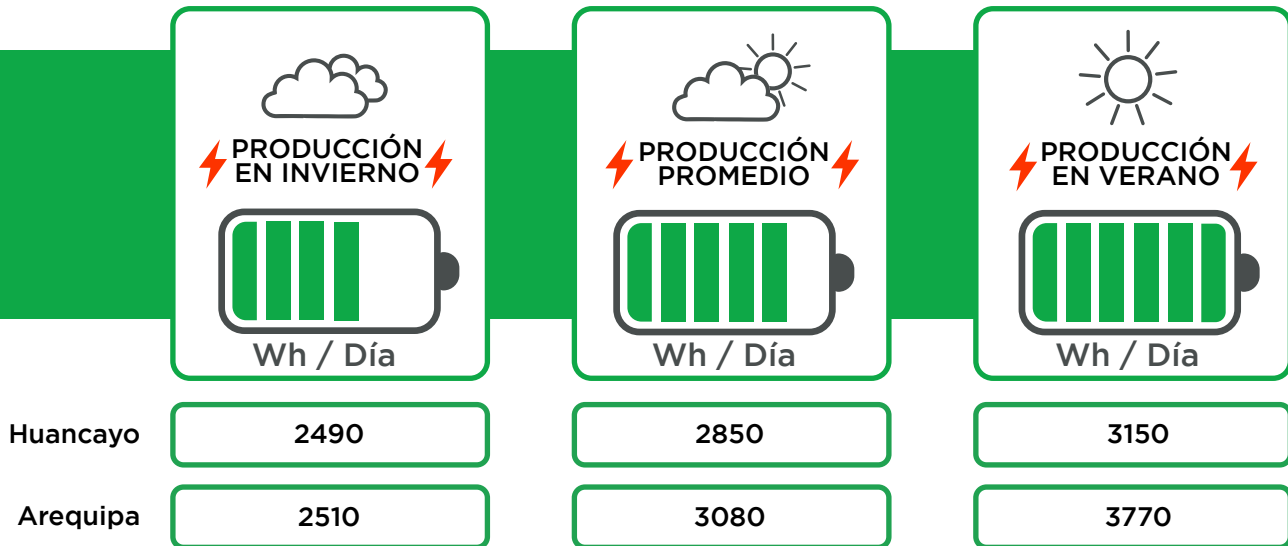 PRODUCCIÓN
EN INVIERNO
PRODUCCIÓN
PROMEDIO
PRODUCCIÓN
EN VERANO
Wh / Día
Wh / Día
Wh / Día
Huancayo 2490 2850 3150
Arequipa 2510 3080 3770